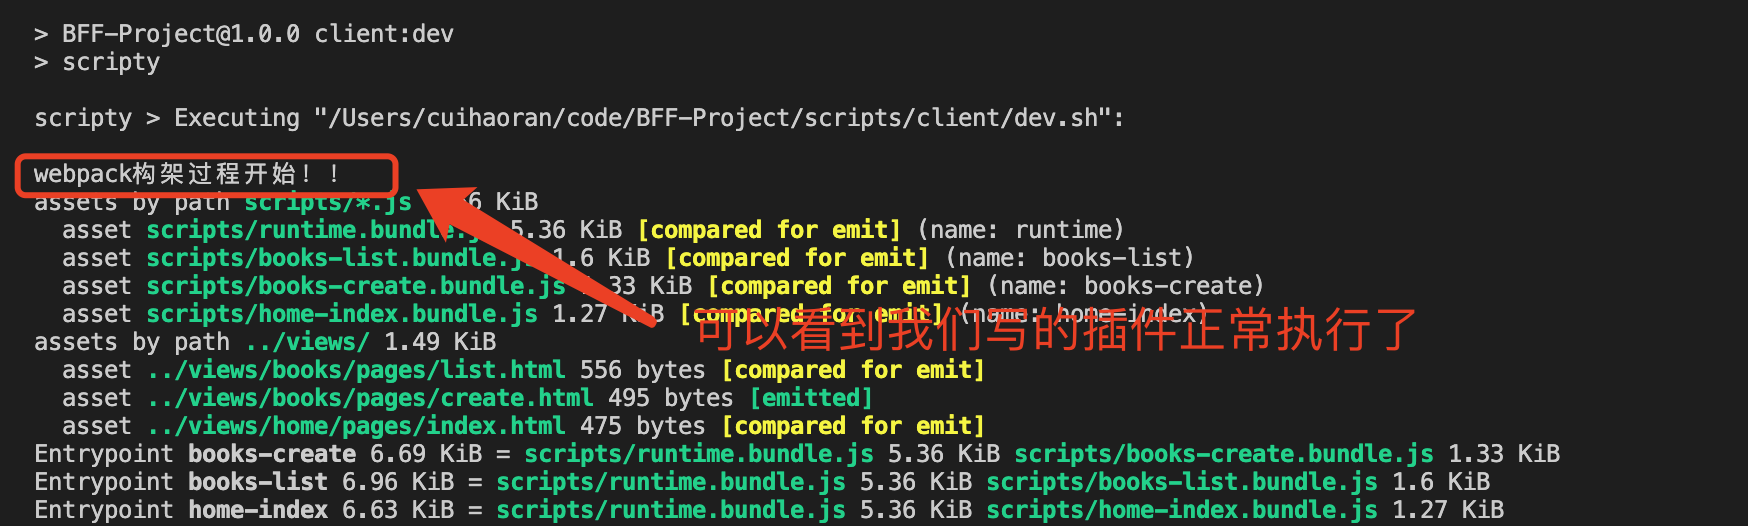 > BFF-Project@1.0.0 client:dev
> scripty
scripty > Executing "/Users/cuihaoran/code/BFF-Project/scripts/client/dev.sh":
webpack构架过程开始！！
assets by path scripts/*.js 6 KiB
asset scripts/runtime.bundle.js 5.36 KiB [compared for emit] (name: runtime)
asset scripts/books-list.bundle.js 1.6 KiB [compared for emit] (name: books-list)
asset scripts/books-create.bundle.js 1.33 KiB [compared for emit] (name: books-create)
asset scripts/home-index.bundle.js 1.27 KiB [compared for emit] (name: home-index)
可以看到我们写的插件正常执行了
assets by path ../views/ 1.49 KiB
asset ../views/books/pages/list.html 556 bytes [compared for emit]
asset ../views/books/pages/create.html 495 bytes [emitted]
asset ../views/home/pages/index.html 475 bytes [compared for emit]
Entrypoint books-create 6.69 KiB = scripts/runtime.bundle.js 5.36 KiB scripts/books-create.bundle.js 1.33 KiB
Entrypoint books-list 6.96 KiB = scripts/runtime.bundle.js 5.36 KiB scripts/books-list.bundle.js 1.6 KiB
Entrypoint home-index 6.63 KiB = scripts/runtime.bundle.js 5.36 KiB scripts/home-index.bundle.js 1.27 KiB